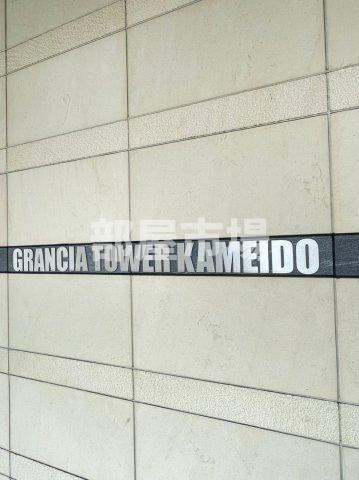 部屋市場
GRANCIA TOWER KAMEIDO